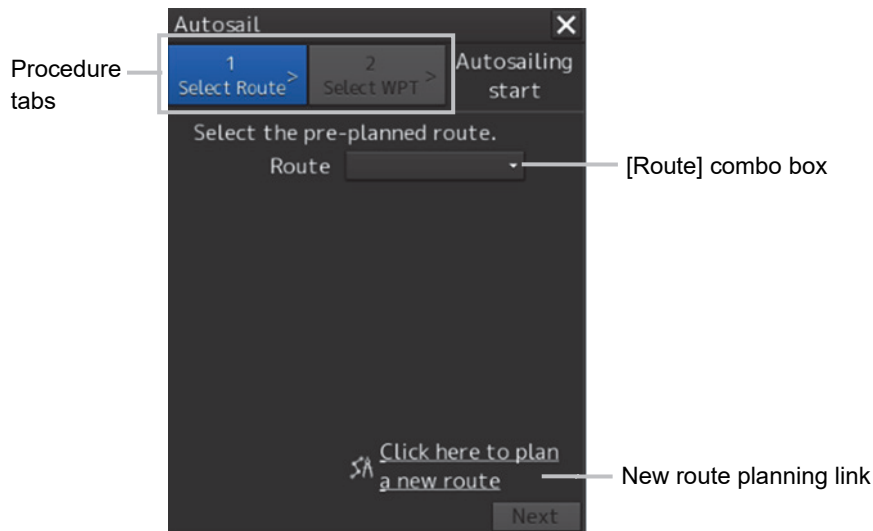 Autosail
Procedure
tabs
1
Select Route >
2
Select WPT >
Autosailing
start
Select the pre-planned route.
Route
[Route] combo box
Click here to plan
a new route
New route planning link
Next